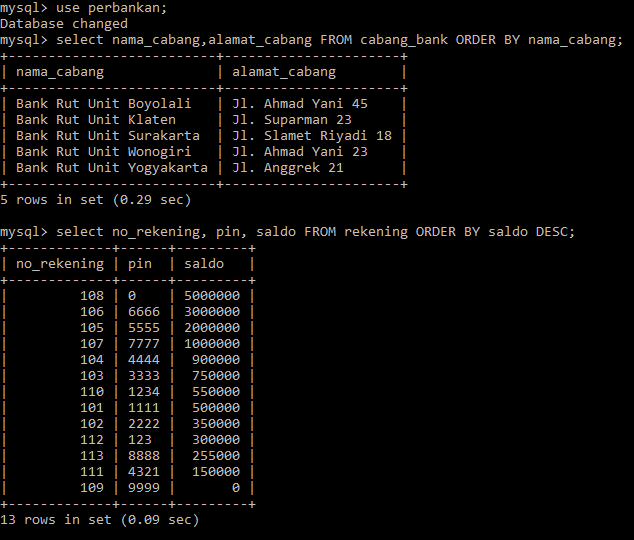 mysql> use perbankan;
Database changed
mysql> select nama_cabang,alamat_cabang FROM cabang_bank ORDER BY nama_cabang;
+--------------------------+----------------------+
| nama_cabang              | alamat_cabang        |
+--------------------------+----------------------+
| Bank Rut Unit Boyolali   | Jl. Ahmad Yani 45    |
| Bank Rut Unit Klaten     | Jl. Suparman 23      |
| Bank Rut Unit Surakarta  | Jl. Slamet Riyadi 18 |
| Bank Rut Unit Wonogiri   | Jl. Ahmad Yani 23    |
| Bank Rut Unit Yogyakarta | Jl. Anggrek 21       |
+--------------------------+----------------------+
5 rows in set (0.29 sec)

mysql> select no_rekening, pin, saldo FROM rekening ORDER BY saldo DESC;
+-------------+------+---------+
| no_rekening | pin  | saldo   |
+-------------+------+---------+
|         108 | 0    | 5000000 |
|         106 | 6666 | 3000000 |
|         105 | 5555 | 2000000 |
|         107 | 7777 | 1000000 |
|         104 | 4444 |  900000 |
|         103 | 3333 |  750000 |
|         110 | 1234 |  550000 |
|         101 | 1111 |  500000 |
|         102 | 2222 |  350000 |
|         112 | 123  |  300000 |
|         113 | 8888 |  255000 |
|         111 | 4321 |  150000 |
|         109 | 9999 |       0 |
+-------------+------+---------+
13 rows in set (0.09 sec)